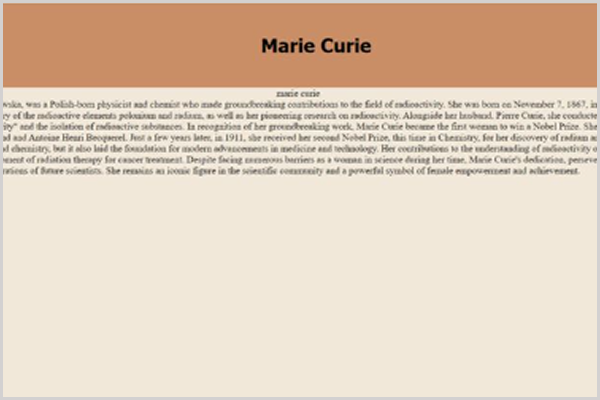 Marie Curie
marie curie
wska, was a Polish-born physicist and chemist who made groundbreaking contributions to the field of radioactivity. She was born on November 7, 1867, in
ry of the radioactive elements polonium and radium, as well as her pioneering research on radioactivity. Alongside her husband, Pierre Curie, she conducte
ity" and the isolation of radioactive substances. In recognition of her groundbreaking work, Marie Curie became the first woman to win a Nobel Prize. She
ad and Antoine Henri Becquerel. Just a few years later, in 1911, she received her second Nobel Prize, this time in Chemistry, for her discovery of radium a
d chemistry, but it also laid the foundation for modern advancements in medicine and technology. Her contributions to the understanding of radioactivity o
oment of radiation therapy for cancer treatment. Despite facing numerous barriers as a woman in science during her time, Marie Curie's dedication, perseve
rations of future scientists. She remains an iconic figure in the scientific community and a powerful symbol of female empowerment and achievement.